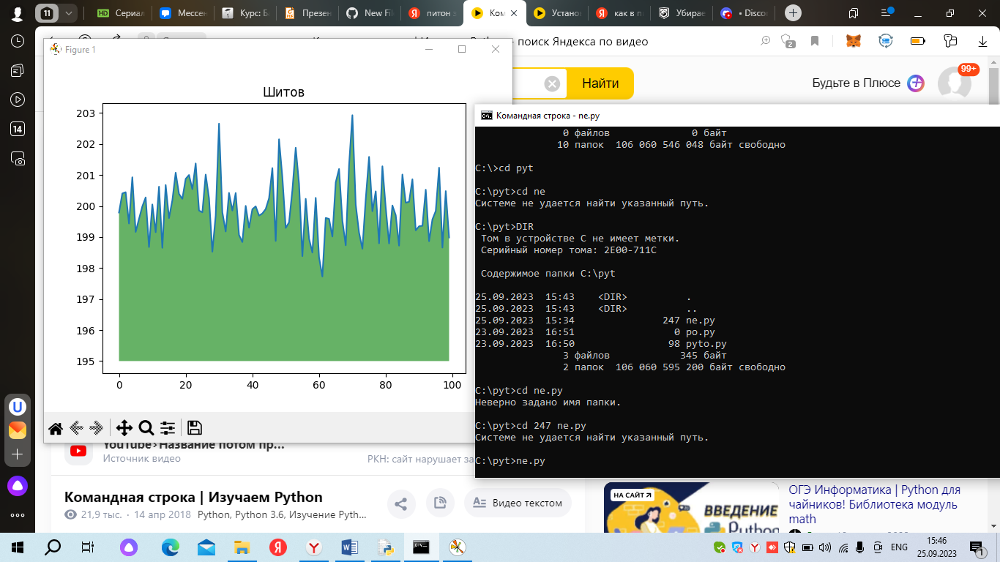 11
HD Сериал
Мессен
Курс: Б
Презен
New Fil
питон з
Ком
Устано
как в п
Убирае
• Disco
- поиск Яндекса по видео
2
14
Найти
Будьте в Плюсе
99+
Figure 1
Шитов
203
202
201
200
199
198
197
196
195
0 20 40 60 80 100
Командная строка - ne.py
0 файлов 0 байт
10 папок 106 060 546 048 байт свободно
C:\>cd pyt
C:\pyt>cd ne
Системе не удается найти указанный путь.
C:\pyt>DIR
Том в устройстве C не имеет метки.
Серийный номер тома: 2E00-711C
Содержимое папки C:\pyt
25.09.2023 15:43 <DIR> .
25.09.2023 15:43 <DIR> ..
25.09.2023 15:34 247 ne.py
23.09.2023 16:51 0 po.py
23.09.2023 16:50 98 pyto.py
3 файлов 345 байт
2 папок 106 060 595 200 байт свободно
C:\pyt>cd ne.py
Неверно задано имя папки.
C:\pyt>cd 247 ne.py
Системе не удается найти указанный путь.
C:\pyt>ne.py
YouTube›Название потом пр...
Источник видео
РКН: сайт нарушает за
Командная строка | Изучаем Python
21,9 тыс. · 14 апр 2018 Python, Python 3.6, Изучение Pyth...
Видео текстом
НА САЙТ
ВВЕДЕНИЕ
Python
ОГЭ Информатика | Python для
чайников! Библиотека модуль
math
ENG
15:46
25.09.2023
1